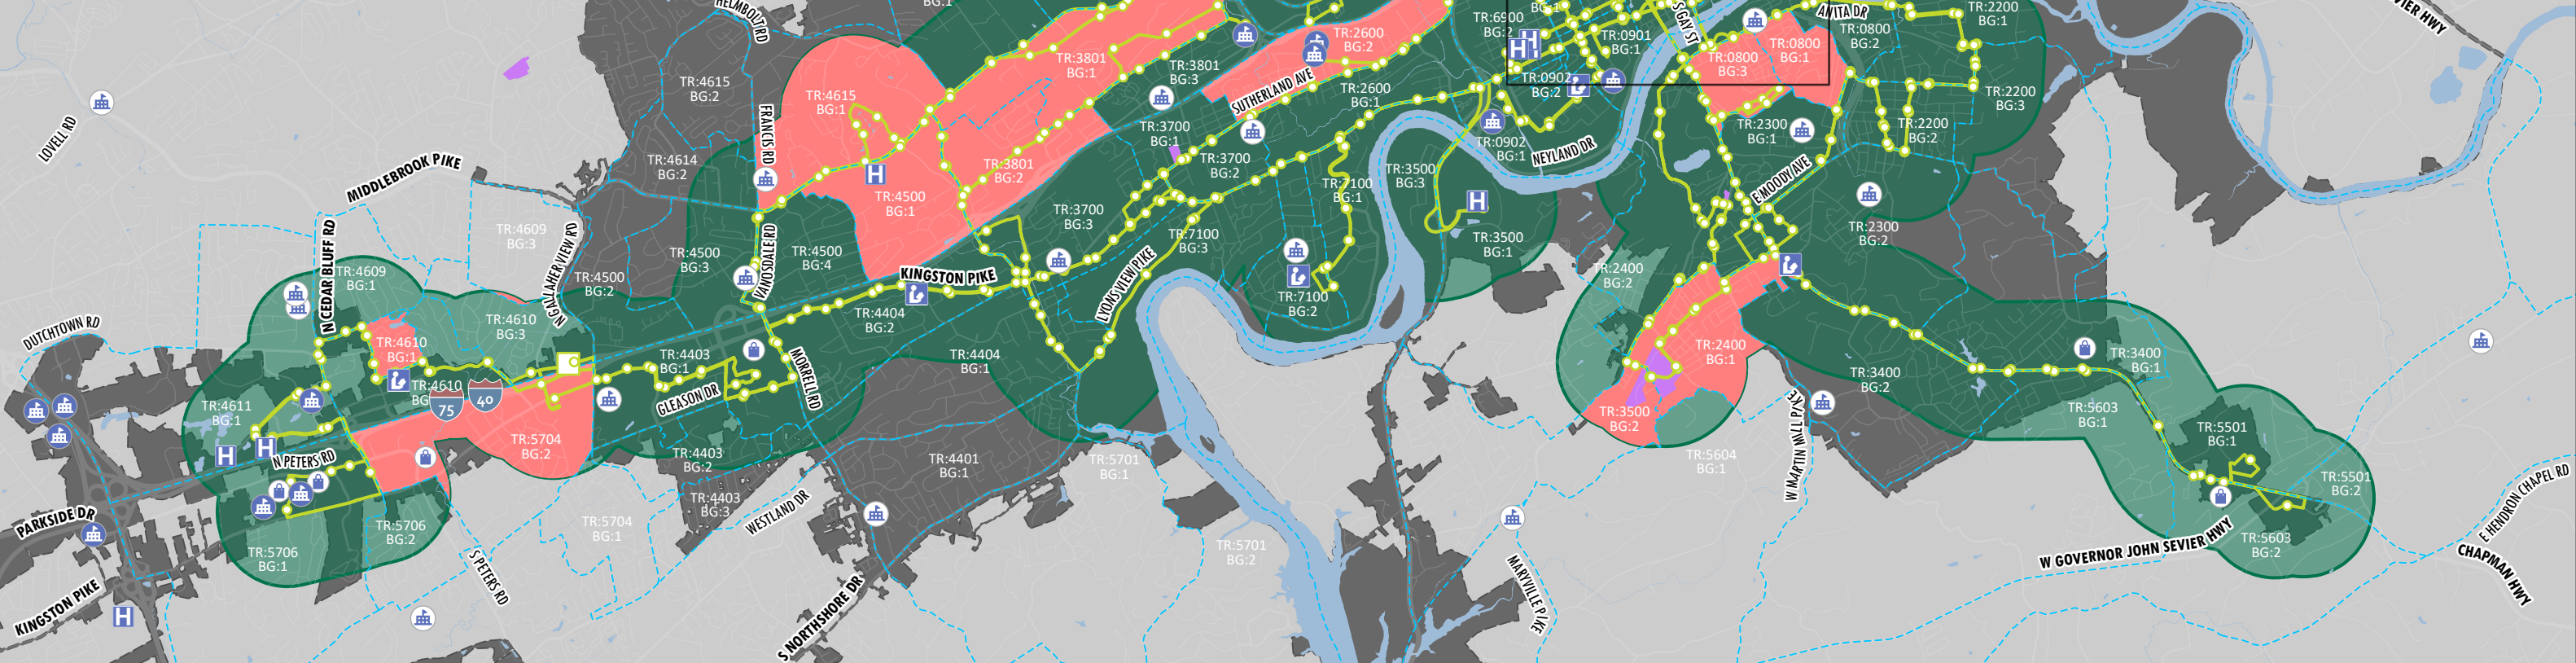 HELMBOLT RD
BG:1
BG:1
S GAY ST
ANITA DR
TR:2200
BG:1
VIER HWY
TR:6900
BG:2
TR:2600
BG:2
TR:0901
BG:1
TR:0800
BG:2
TR:0800
BG:1
TR:0800
BG:3
TR:3801
BG:1
TR:3801
BG:3
TR:4615
BG:2
TR:4615
BG:1
SUTHERLAND AVE
TR:2600
BG:1
TR:0902
BG:2
TR:2200
BG:3
LOVELL RD
FRANCIS RD
TR:3700
BG:1
TR:2300
BG:1
TR:2200
BG:2
MIDDLEBROOK PIKE
TR:4614
BG:2
TR:3801
BG:2
TR:3700
BG:2
TR:0902
BG:1
NEYLAND DR
TR:3500
BG:3
TR:7100
BG:1
E MOODY AVE
TR:4500
BG:1
TR:3700
BG:3
TR:4609
BG:3
TR:2300
BG:2
N CEDAR BLUFF RD
N GALLAHER VIEW RD
TR:4500
BG:3
VANOSDALE RD
TR:4500
BG:4
TR:7100
BG:3
TR:3500
BG:1
LYONS VIEW PIKE
TR:4609
BG:1
TR:4500
BG:2
KINGSTON PIKE
TR:2400
BG:2
TR:7100
BG:2
DUTCHTOWN RD
TR:4610
BG:3
TR:4404
BG:2
TR:4610
BG:1
TR:4403
BG:1
TR:4404
BG:1
TR:2400
BG:1
TR:3400
BG:1
TR:3400
BG:2
TR:4610
BG:
75
40
GLEASON DR
MORRELL RD
TR:4611
BG:1
TR:3500
BG:2
TR:5603
BG:1
W MARTIN MILL PIKE
TR:5501
BG:1
TR:5704
BG:2
N PETERS RD
TR:4403
BG:2
TR:4401
BG:1
TR:5701
BG:1
TR:5604
BG:1
TR:5501
BG:2
E HENDRON CHAPEL RD
TR:4403
BG:3
WESTLAND DR
PARKSIDE DR
TR:5706
BG:2
TR:5704
BG:1
TR:5706
BG:1
TR:5701
BG:2
W GOVERNOR JOHN SEVIER HWY
TR:5603
BG:2
CHAPMAN HWY
S PETERS RD
MARYVILLE PIKE
KINGSTON PIKE
S NORTHSHORE DR
H
H
H
H
H
H
H